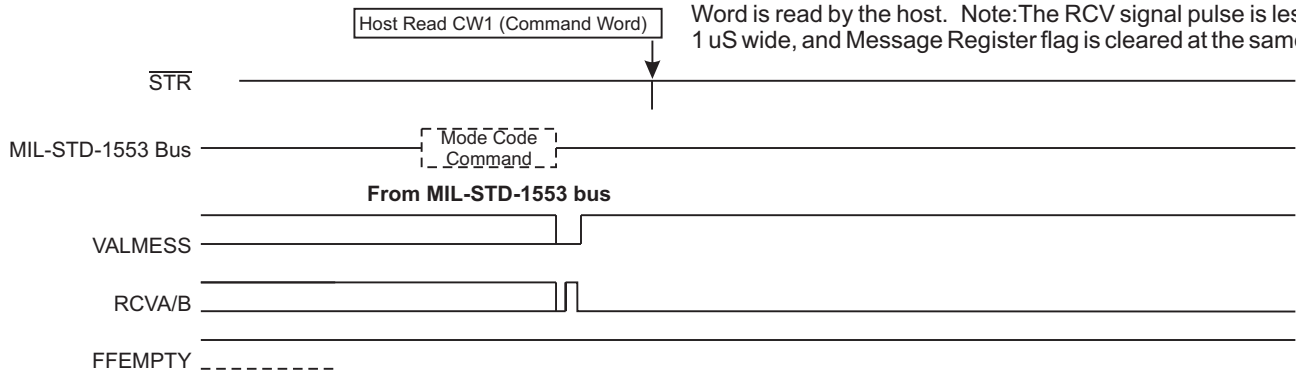 Word is read by the host. Note:The RCV signal pulse is
1 uS wide, and Message Register flag is cleared at the
Host Read CW1 (Command Word)
STR
MIL-STD-1553 Bus
Mode Code
Command
From MIL-STD-1553 bus
VALMESS
RCVA/B
FFEMPTY